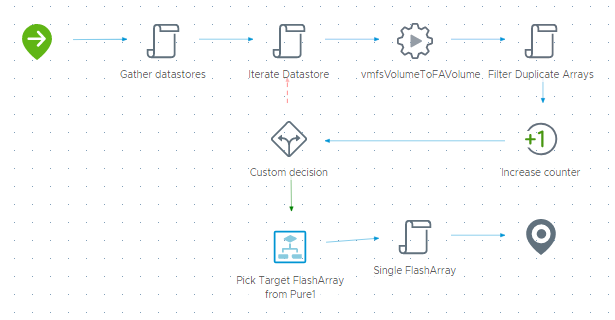 Gather datastores
Iterate Datastore
vmfsVolumeToFAVolume
Filter Duplicate Arrays
Custom decision
+1
Increase counter
Pick Target FlashArray
from Pure1
Single FlashArray